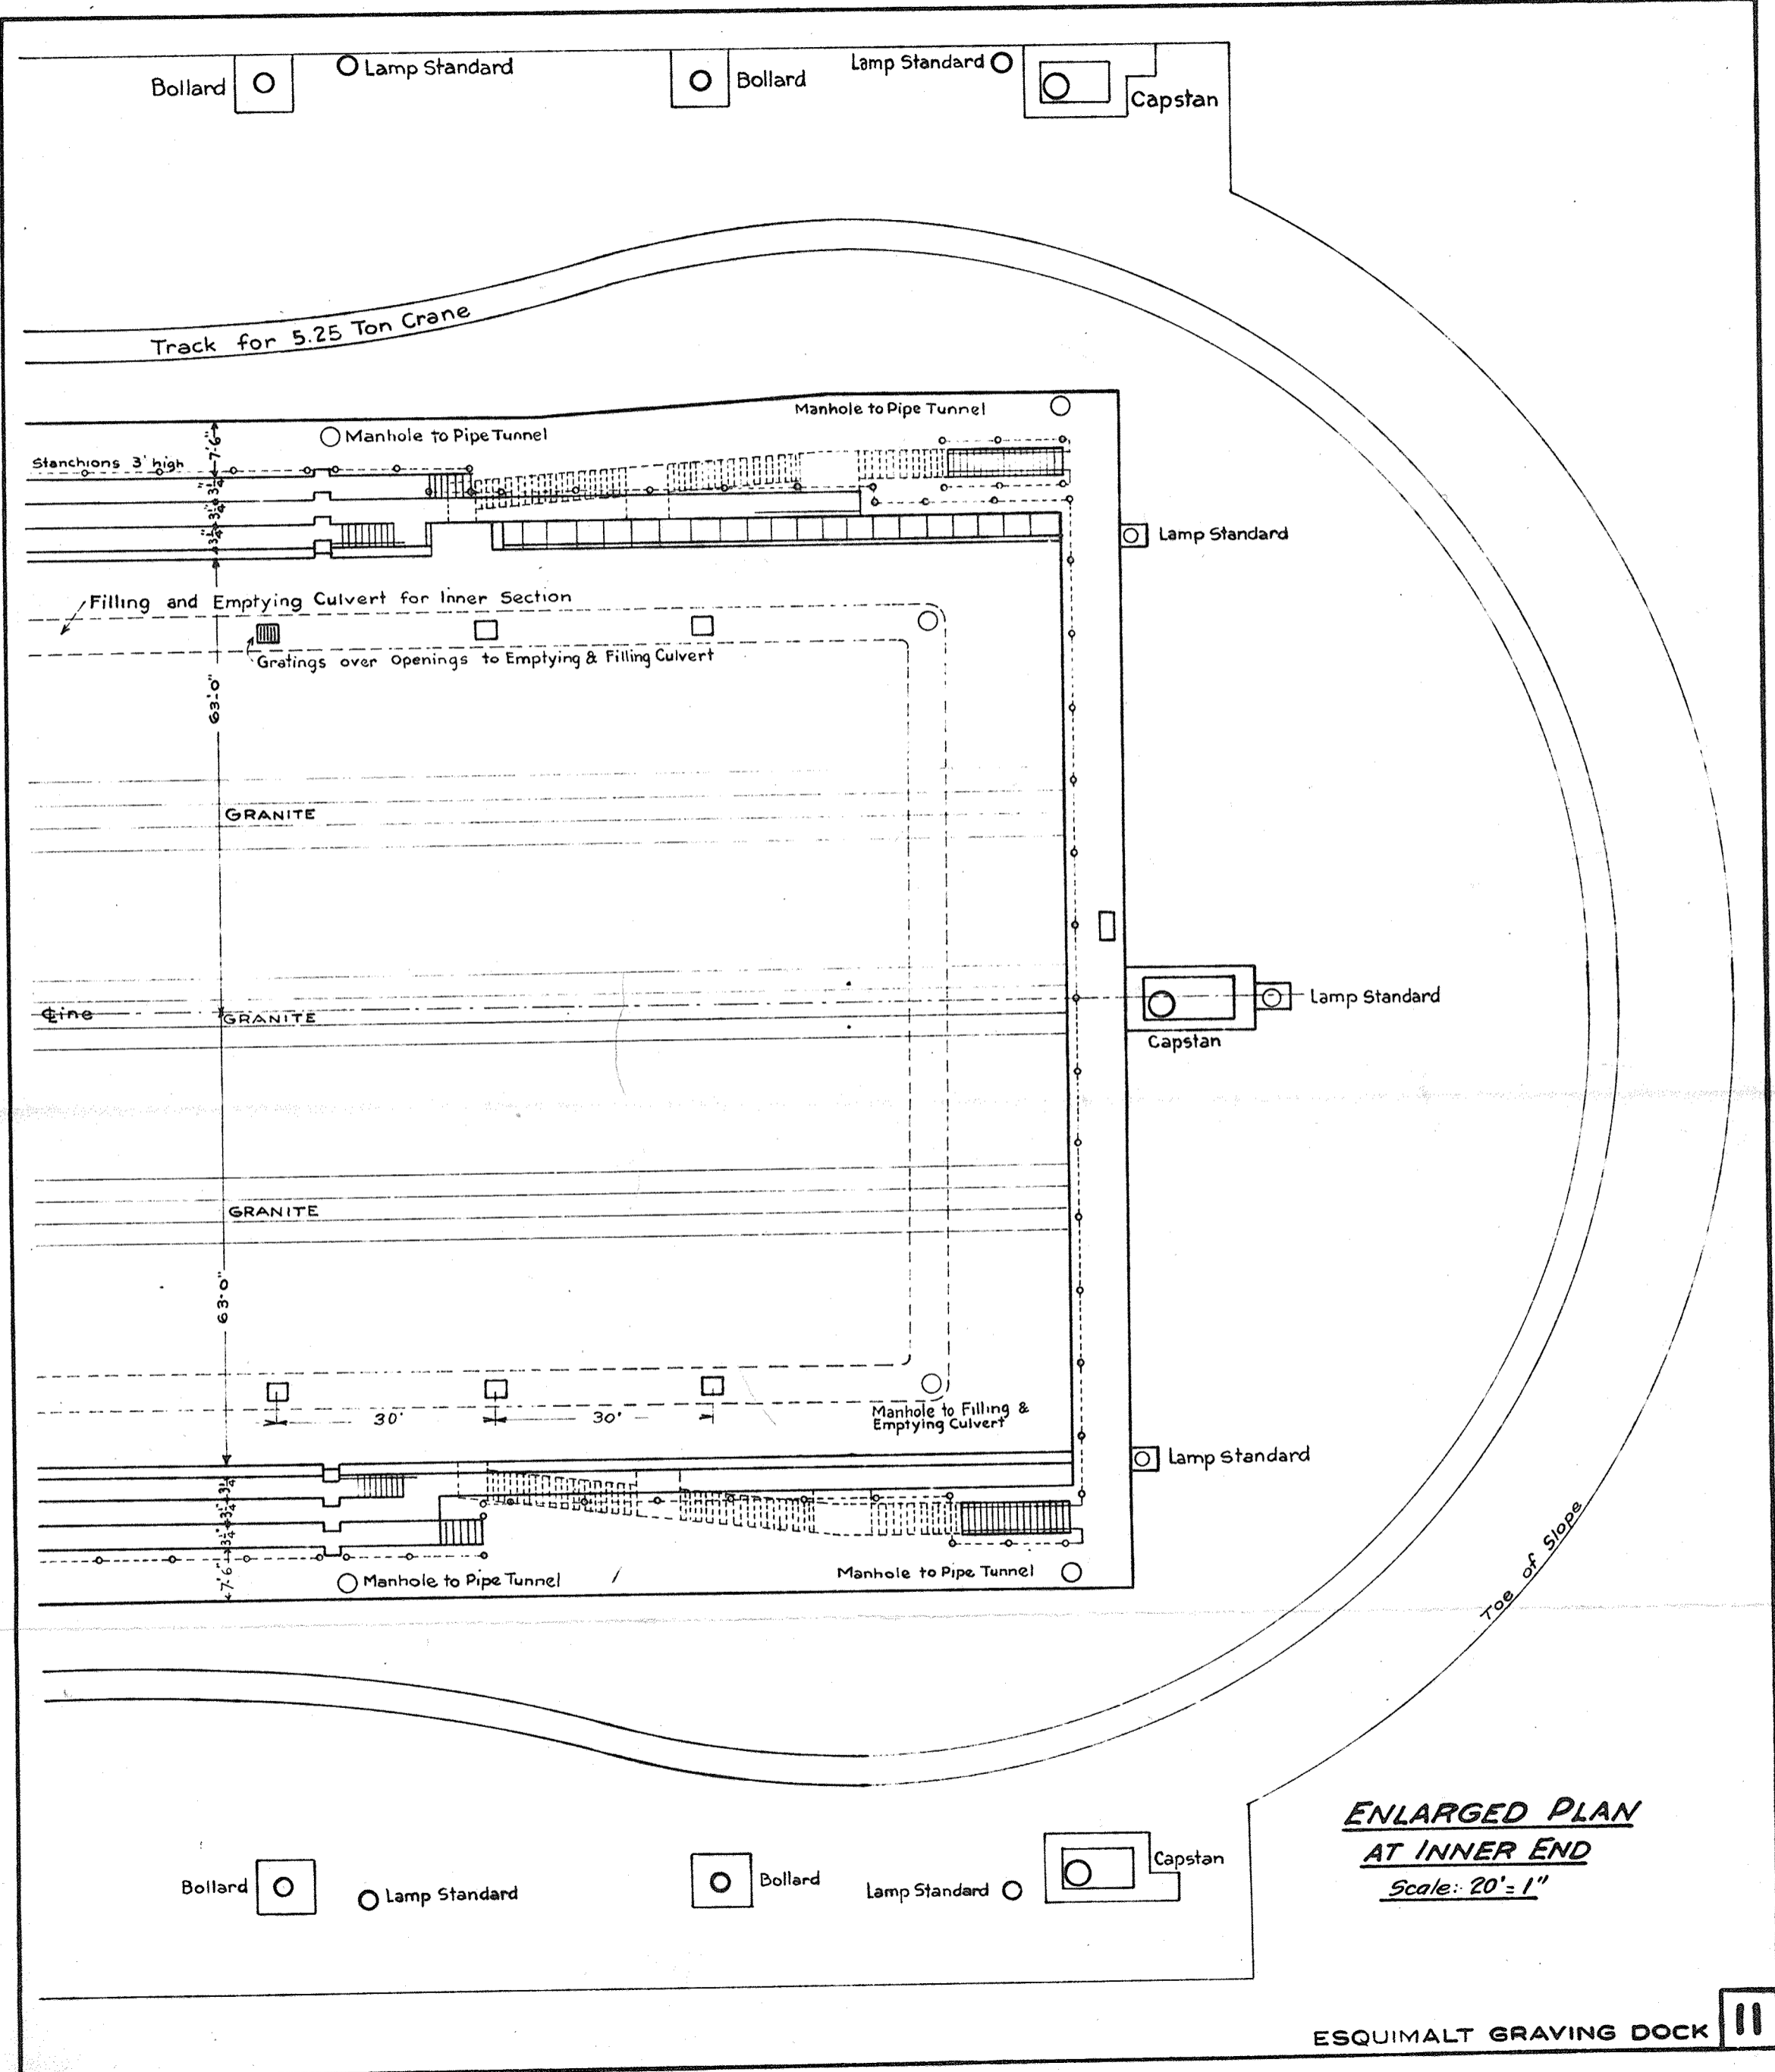 Bollard
Lamp Standard
Bollard
Lamp Standard
Capstan
Track for 5.25 Ton Crane
Manhole to Pipe Tunnel
Manhole to Pipe Tunnel
7'-6"
Stanchions 3' high
Lamp Standard
Filling and Emptying Culvert for Inner Section
Gratings over Openings to Emptying & Filling Culvert
63'-0"
GRANITE
Line
GRANITE
Lamp Standard
Capstan
GRANITE
63'-0"
30'
30'
Manhole to Filling &
Emptying Culvert
Lamp Standard
7'-6"
Manhole to Pipe Tunnel
Manhole to Pipe Tunnel
Toe of Slope
Bollard
Lamp Standard
Bollard
Lamp Standard
Capstan
ENLARGED PLAN
AT INNER END
Scale:- 20' = 1"
ESQUIMALT GRAVING DOCK
11